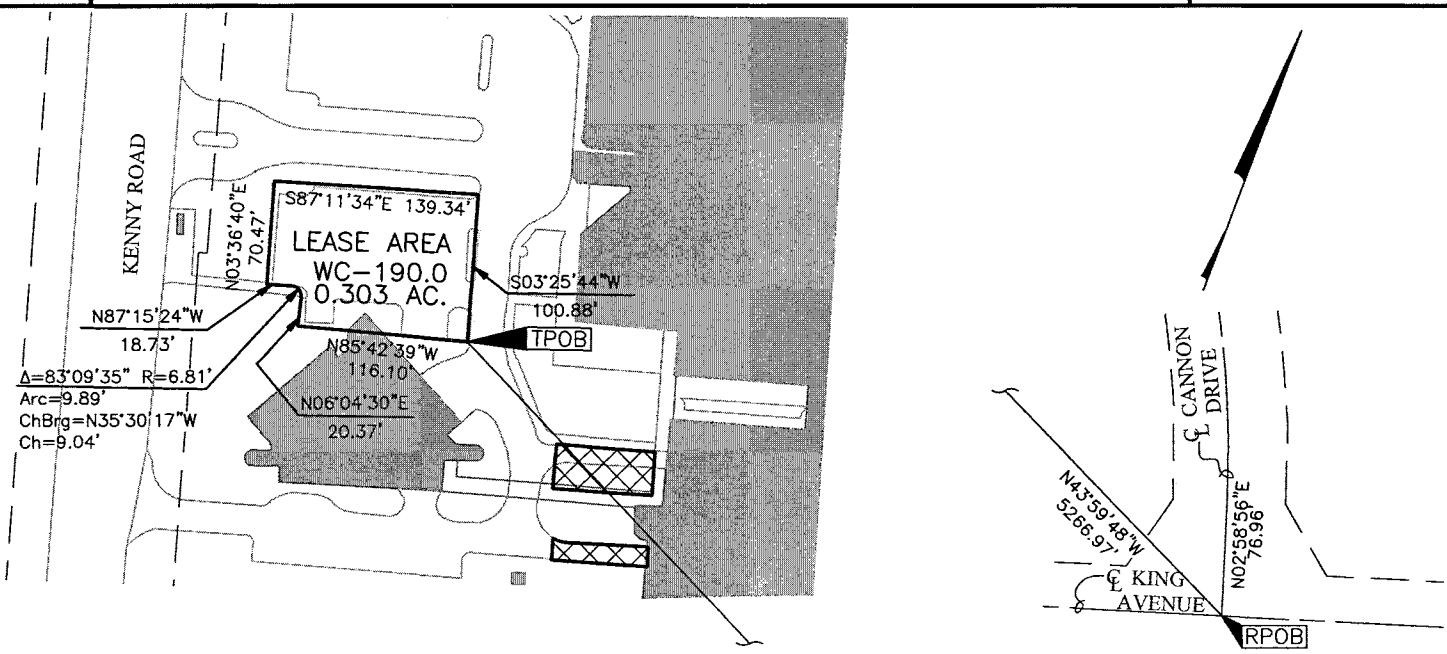 KENNY ROAD
N03°36'40"E
70.47'
S87°11'34"E 139.34'
LEASE AREA
WC-190.0
0.303 AC.
S03°25'44"W
100.88'
TPOB
N87°15'24"W
18.73'
N85°42'39"W
116.10'
Δ=83°09'35" R=6.81'
Arc=9.89'
ChBrg=N35°30'17"W
Ch=9.04'
N06°04'30"E
20.37'
℄ CANNON
DRIVE
N43°59'48"W
5266.97'
N02°58'56"E
76.96'
℄ KING
AVENUE
RPOB